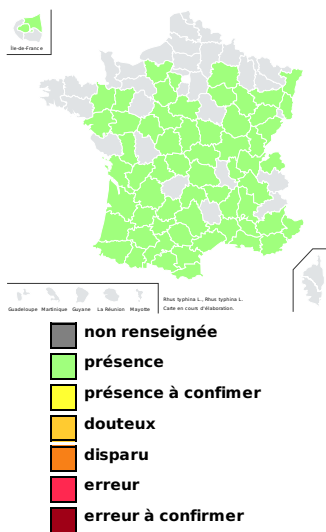 Île-de-France
Guadeloupe Martinique Guyane La Réunion Mayotte
Rhus typhina L., Rhus typhina L.
Carte en cours d'élaboration.
non renseignée
présence
présence à confimer
douteux
disparu
erreur
erreur à confirmer